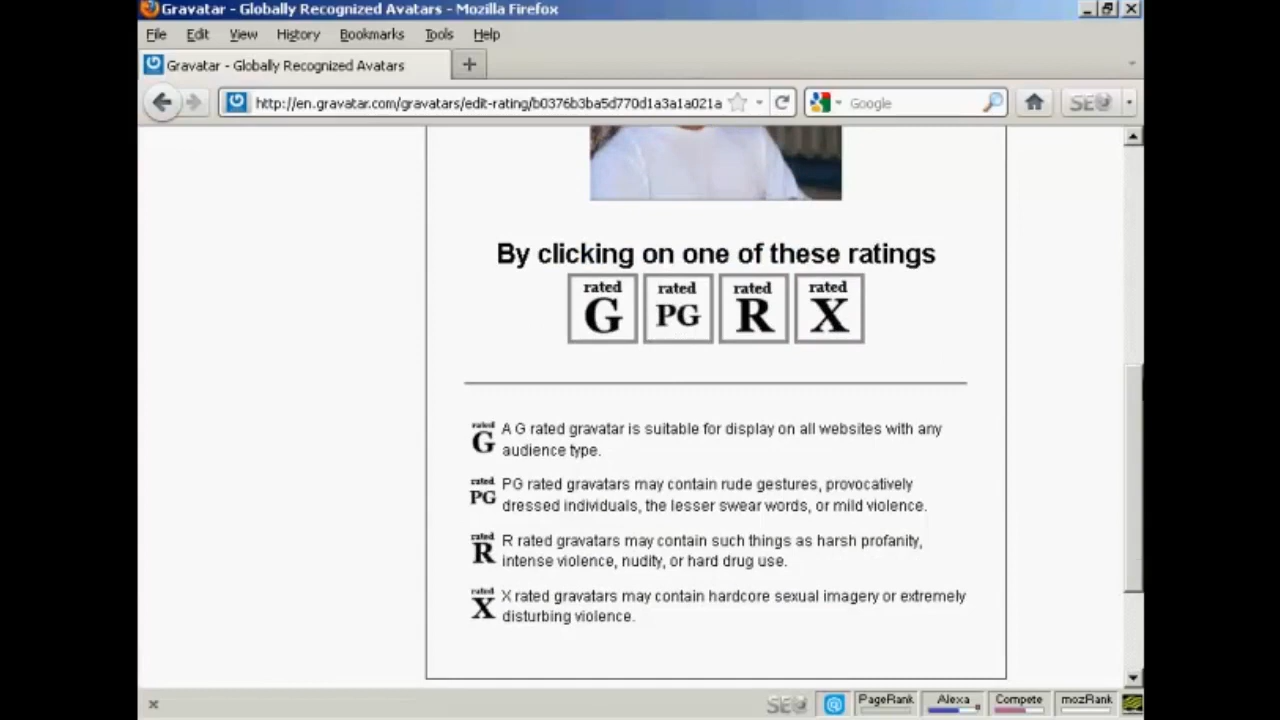 Gravatar - Globally Recognized Avatars - Mozilla Firefox
File Edit View History Bookmarks Tools Help
Gravatar - Globally Recognized Avatars
http://en.gravatar.com/gravatars/edit-rating/b0376b3ba5d770d1a3a1a021a
Google
SEO
By clicking on one of these ratings
rated rated rated rated
G PG R X
rated
G
A G rated gravatar is suitable for display on all websites with any
audience type.
rated
PG
PG rated gravatars may contain rude gestures, provocatively
dressed individuals, the lesser swear words, or mild violence.
rated
R
R rated gravatars may contain such things as harsh profanity,
intense violence, nudity, or hard drug use.
rated
X
X rated gravatars may contain hardcore sexual imagery or extremely
disturbing violence.
SEO PageRank Alexa Compete mozRank